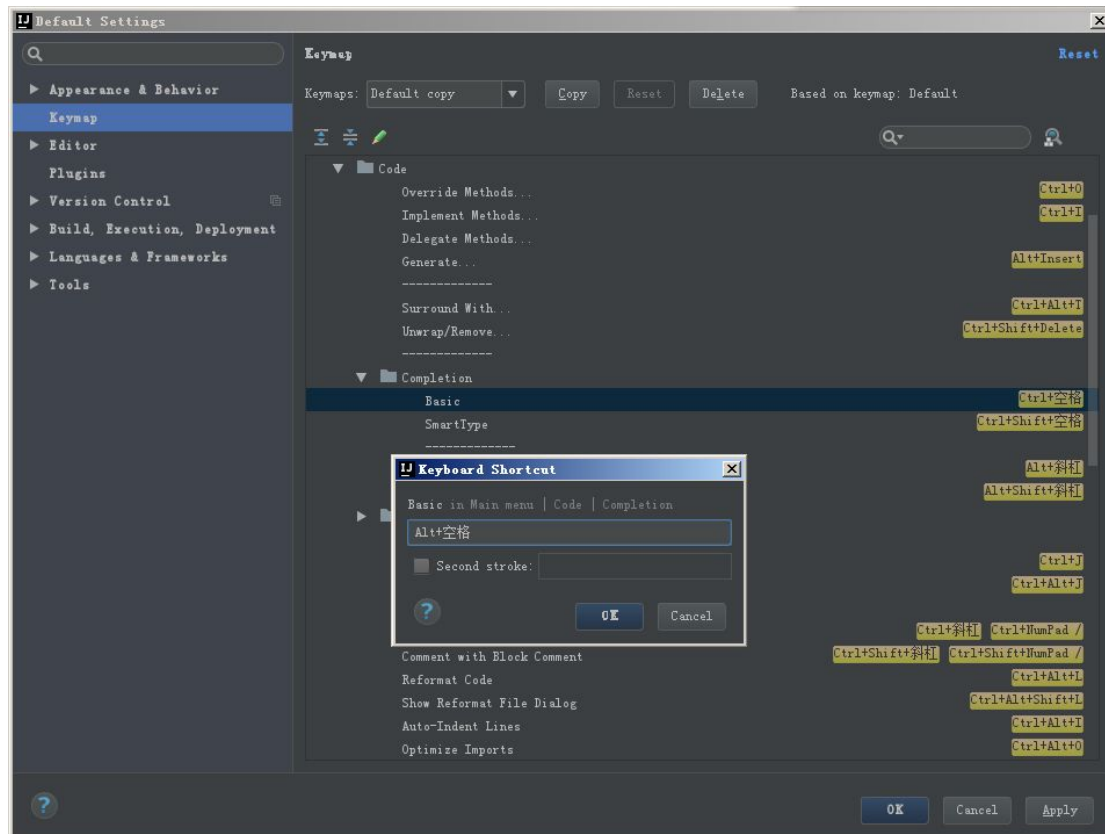 Default Settings
Appearance & Behavior
Keymap
Editor
Plugins
Version Control
Build, Execution, Deployment
Languages & Frameworks
Tools
Keymap
Reset
Keymaps: Default copy Copy Reset Delete Based on keymap: Default
Code
Override Methods... Ctrl+O
Implement Methods... Ctrl+I
Delegate Methods...
Generate... Alt+Insert
-------------
Surround With... Ctrl+Alt+T
Unwrap/Remove... Ctrl+Shift+Delete
-------------
Completion
Basic Ctrl+空格
SmartType Ctrl+Shift+空格
-------------
Alt+斜杠
Alt+Shift+斜杠
Ctrl+J
Ctrl+Alt+J
Ctrl+斜杠 Ctrl+NumPad /
Comment with Block Comment Ctrl+Shift+斜杠 Ctrl+Shift+NumPad /
Reformat Code Ctrl+Alt+L
Show Reformat File Dialog Ctrl+Alt+Shift+L
Auto-Indent Lines Ctrl+Alt+I
Optimize Imports Ctrl+Alt+O
Keyboard Shortcut
Basic in Main menu | Code | Completion
Alt+空格
Second stroke:
?
OK Cancel
?
OK Cancel Apply